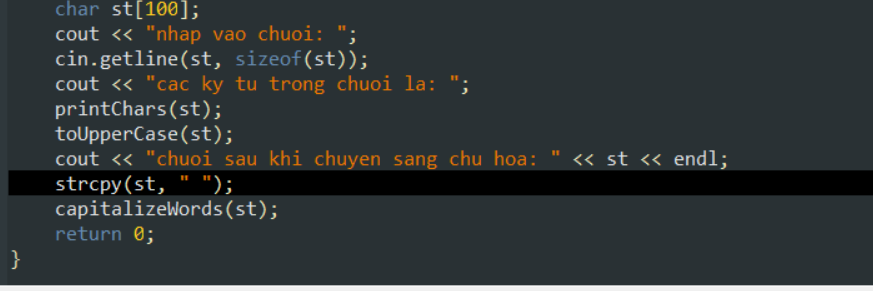 char st[100];
cout << "nhap vao chuoi: ";
cin.getline(st, sizeof(st));
cout << "cac ky tu trong chuoi la: ";
printChars(st);
toUpperCase(st);
cout << "chuoi sau khi chuyen sang chu hoa: " << st << endl;
strcpy(st, " ");
capitalizeWords(st);
return 0;
}